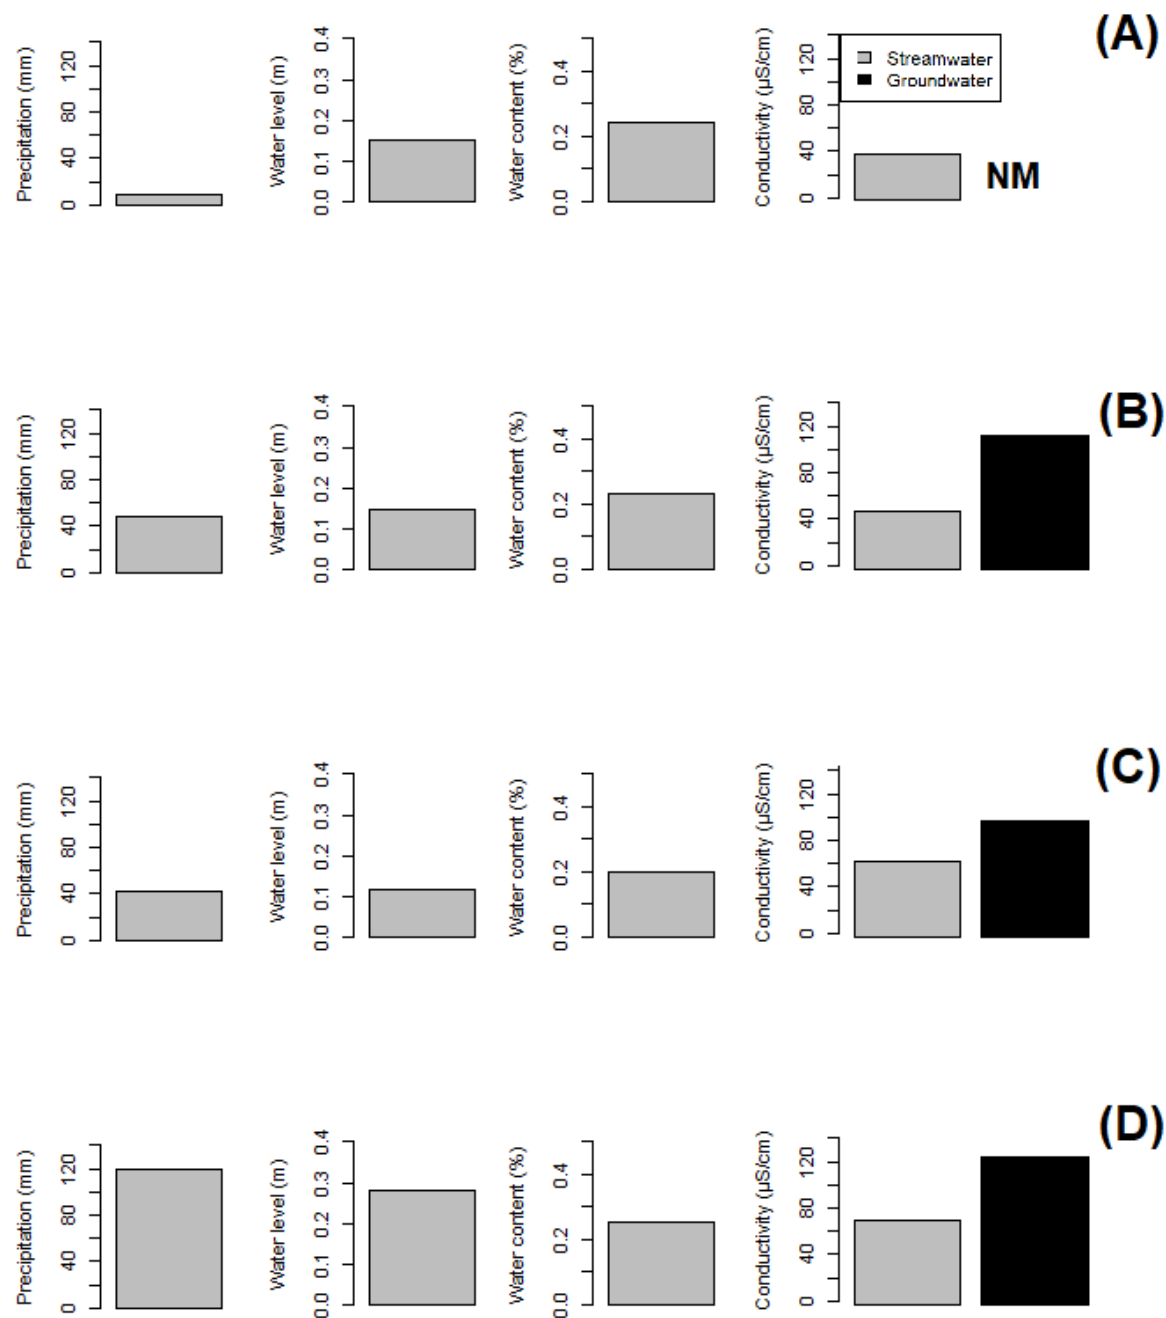 (A)
Precipitation (mm)
0 40 80 120
Water level (m)
0.0 0.1 0.2 0.3 0.4
Water content (%)
0.0 0.2 0.4
Conductivity (µS/cm)
0 40 80 120
Streamwater
Groundwater
NM
(B)
Precipitation (mm)
0 40 80 120
Water level (m)
0.0 0.1 0.2 0.3 0.4
Water content (%)
0.0 0.2 0.4
Conductivity (µS/cm)
0 40 80 120
(C)
Precipitation (mm)
0 40 80 120
Water level (m)
0.0 0.1 0.2 0.3 0.4
Water content (%)
0.0 0.2 0.4
Conductivity (µS/cm)
0 40 80 120
(D)
Precipitation (mm)
0 40 80 120
Water level (m)
0.0 0.1 0.2 0.3 0.4
Water content (%)
0.0 0.2 0.4
Conductivity (µS/cm)
0 40 80 120